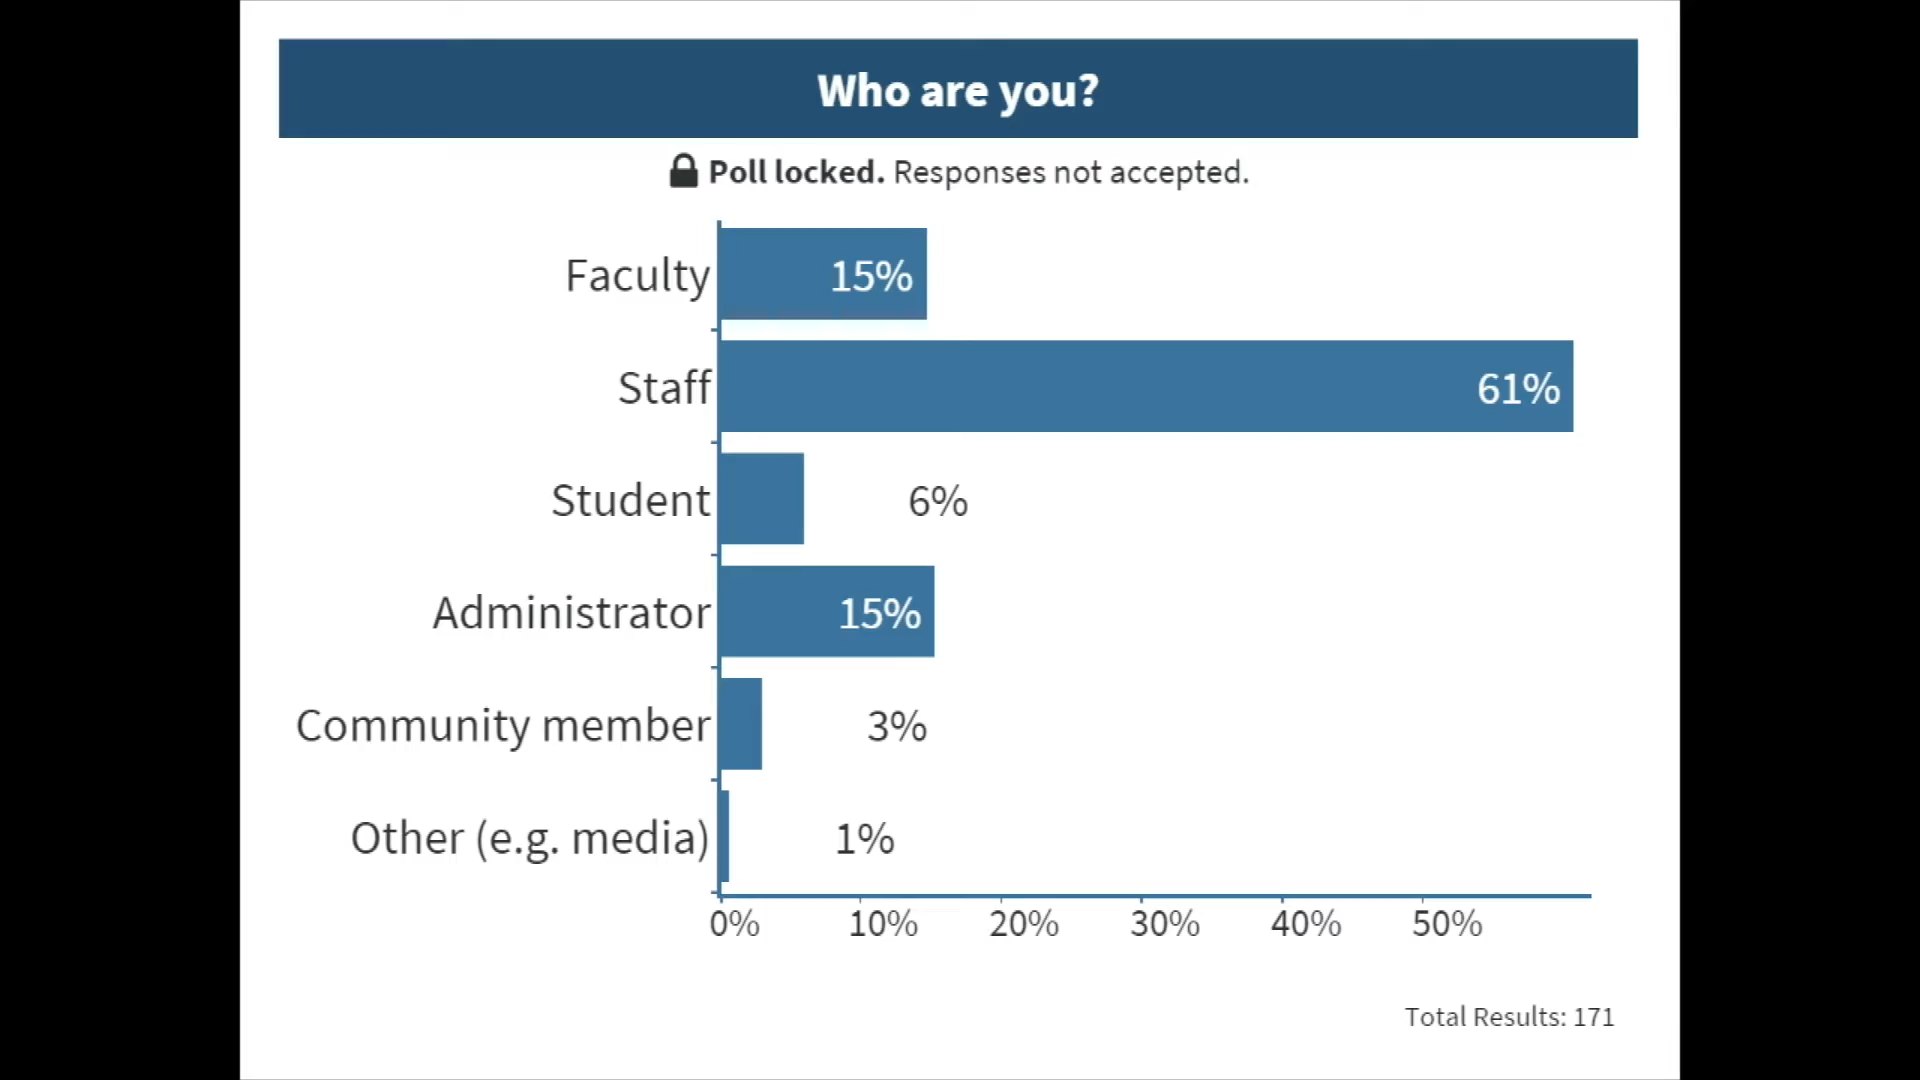 Who are you?
Poll locked. Responses not accepted.
Faculty 15%
Staff 61%
Student 6%
Administrator 15%
Community member 3%
Other (e.g. media) 1%
0% 10% 20% 30% 40% 50%
Total Results: 171